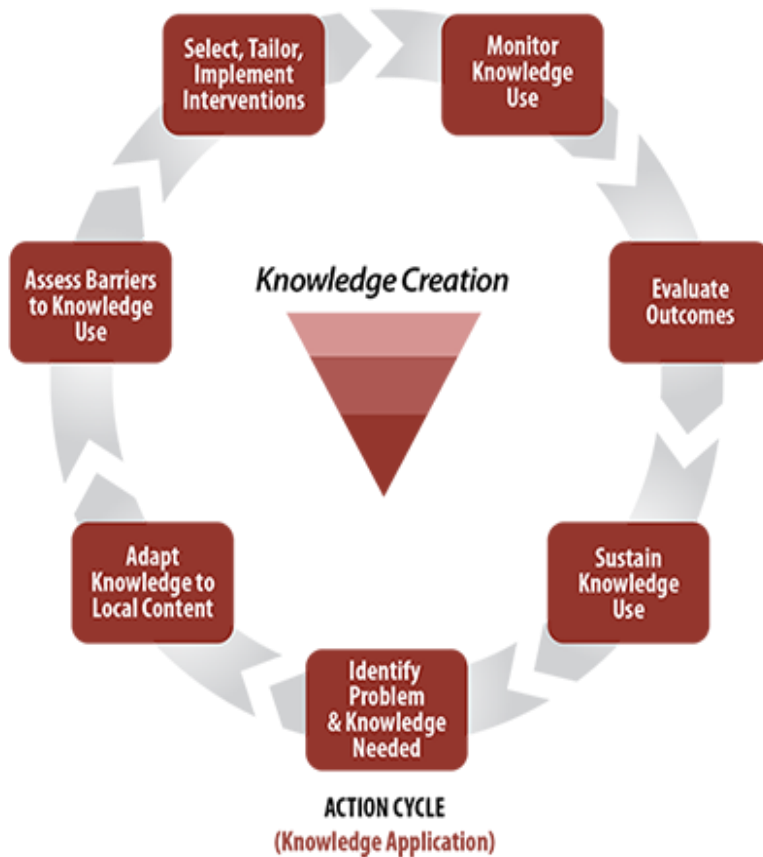 Select, Tailor,
Implement
Interventions
Monitor
Knowledge
Use
Assess Barriers
to Knowledge
Use
Knowledge Creation
Evaluate
Outcomes
Adapt
Knowledge to
Local Content
Sustain
Knowledge
Use
Identify
Problem
& Knowledge
Needed
ACTION CYCLE
(Knowledge Application)